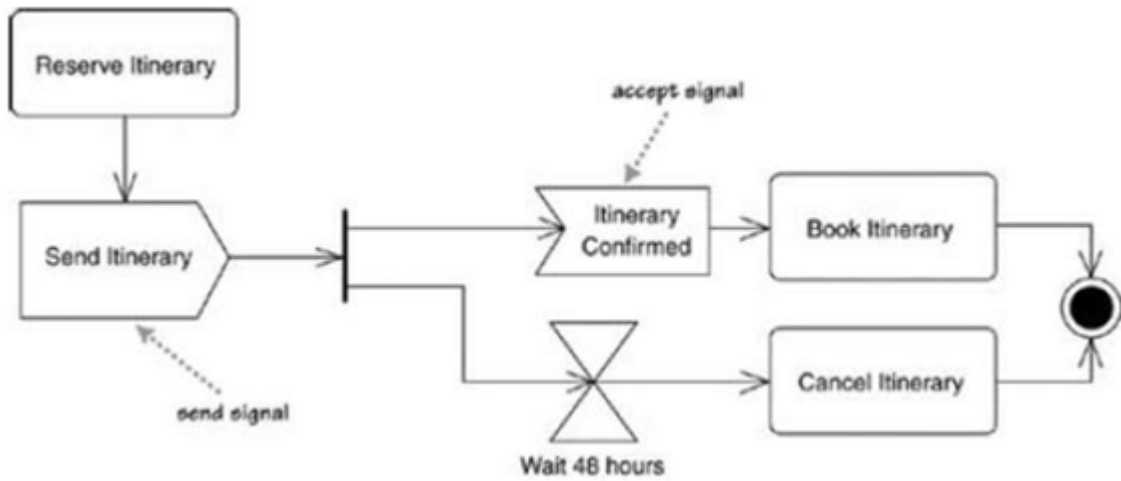 Reserve Itinerary
accept signal
Itinerary
Confirmed
Send Itinerary
Book Itinerary
Cancel Itinerary
send signal
Wait 48 hours